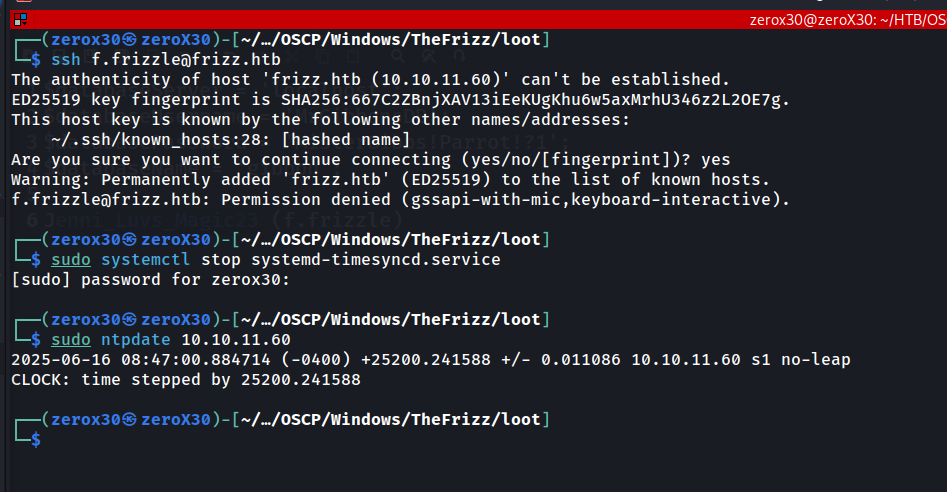 zerox30@zeroX30: ~/HTB/OS
┌──(zerox30㉿zeroX30)-[~/…/OSCP/Windows/TheFrizz/loot]
└─$ ssh f.frizzle@frizz.htb
The authenticity of host 'frizz.htb (10.10.11.60)' can't be established.
ED25519 key fingerprint is SHA256:667C2ZBnjXAV13iEeKUgKhu6w5axMrhU346z2L2OE7g.
This host key is known by the following other names/addresses:
~/.ssh/known_hosts:28: [hashed name]
Are you sure you want to continue connecting (yes/no/[fingerprint])? yes
Warning: Permanently added 'frizz.htb' (ED25519) to the list of known hosts.
f.frizzle@frizz.htb: Permission denied (gssapi-with-mic,keyboard-interactive).
┌──(zerox30㉿zeroX30)-[~/…/OSCP/Windows/TheFrizz/loot]
└─$ sudo systemctl stop systemd-timesyncd.service
[sudo] password for zerox30:
┌──(zerox30㉿zeroX30)-[~/…/OSCP/Windows/TheFrizz/loot]
└─$ sudo ntpdate 10.10.11.60
2025-06-16 08:47:00.884714 (-0400) +25200.241588 +/- 0.011086 10.10.11.60 s1 no-leap
CLOCK: time stepped by 25200.241588
┌──(zerox30㉿zeroX30)-[~/…/OSCP/Windows/TheFrizz/loot]
└─$